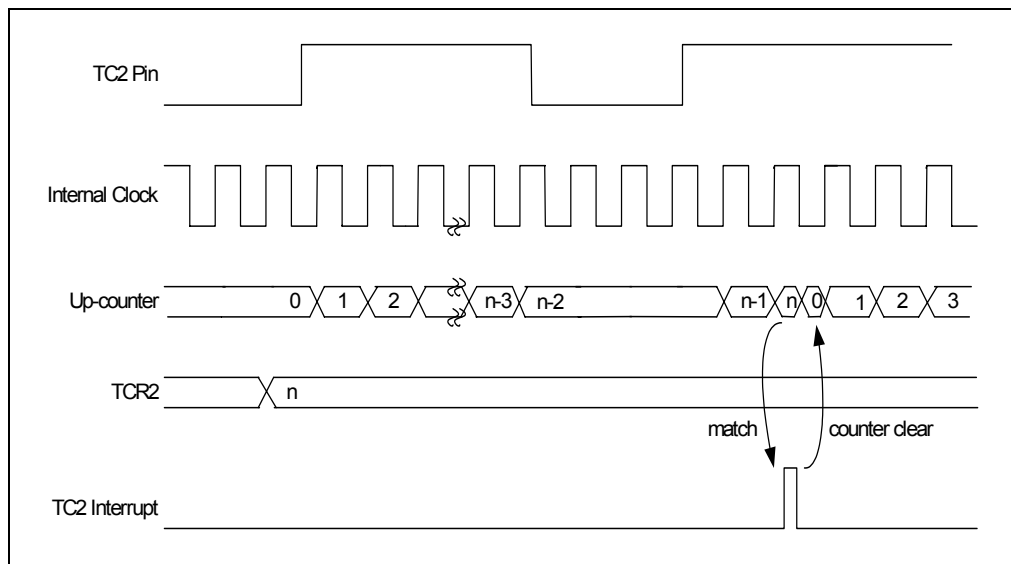 TC2 Pin
Internal Clock
Up-counter 0 1 2 n-3 n-2 n-1 n 0 1 2 3
TCR2 n
match counter clear
TC2 Interrupt